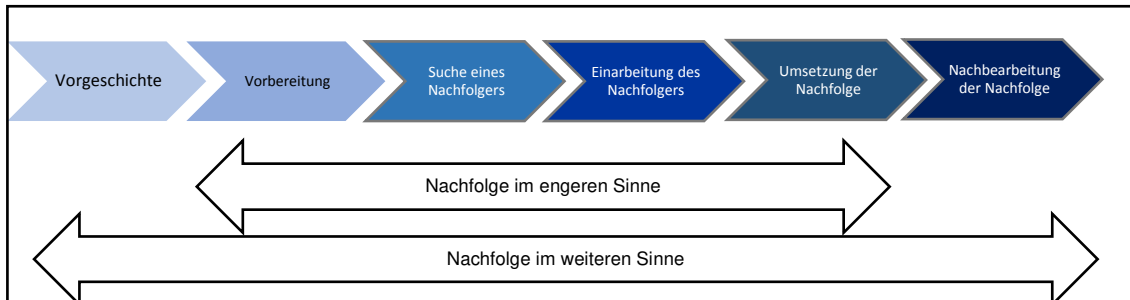 Vorgeschichte
Vorbereitung
Suche eines
Nachfolgers
Einarbeitung des
Nachfolgers
Umsetzung der
Nachfolge
Nachbearbeitung
der Nachfolge
Nachfolge im engeren Sinne
Nachfolge im weiteren Sinne